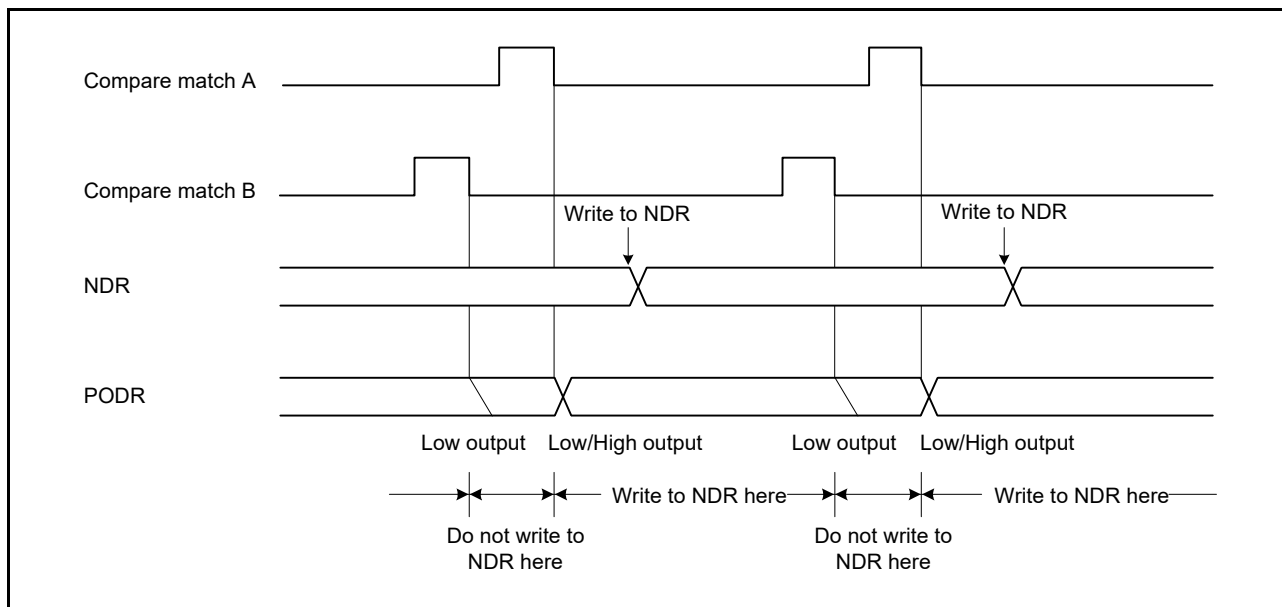 Compare match A
Compare match B
Write to NDR
Write to NDR
NDR
PODR
Low output
Low/High output
Low output
Low/High output
Write to NDR here
Write to NDR here
Do not write to
NDR here
Do not write to
NDR here